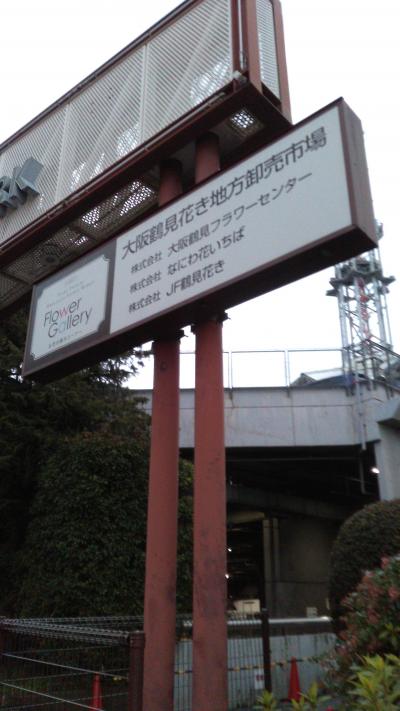 大阪鶴見花き地方卸売市場
株式会社 大阪鶴見フラワーセンター
株式会社 なにわ花いちば
株式会社 JF鶴見花き
Flower
Gallery